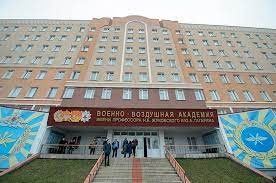 ВОЕННО-ВОЗДУШНАЯ АКАДЕМИЯ
ИМЕНИ ПРОФЕССОРА Н.Е. ЖУКОВСКОГО И Ю.А. ГАГАРИНА